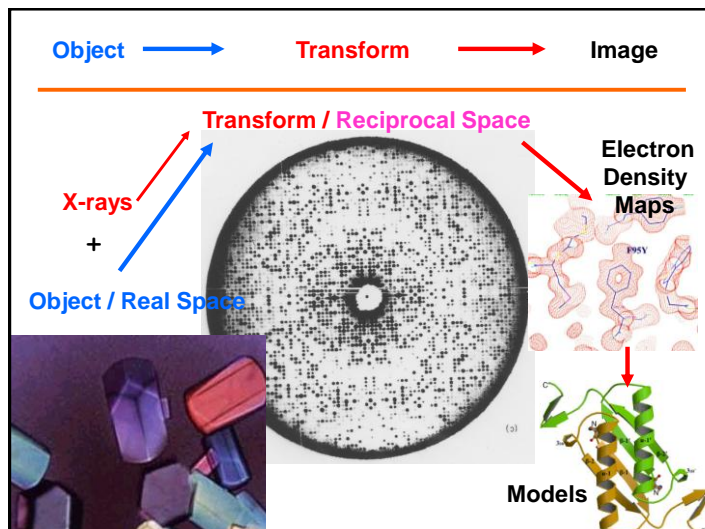 Object Transform Image
Transform / Reciprocal Space
Electron
Density
Maps
X-rays
+
F95Y
Object / Real Space
(c)
Models
C
N
N